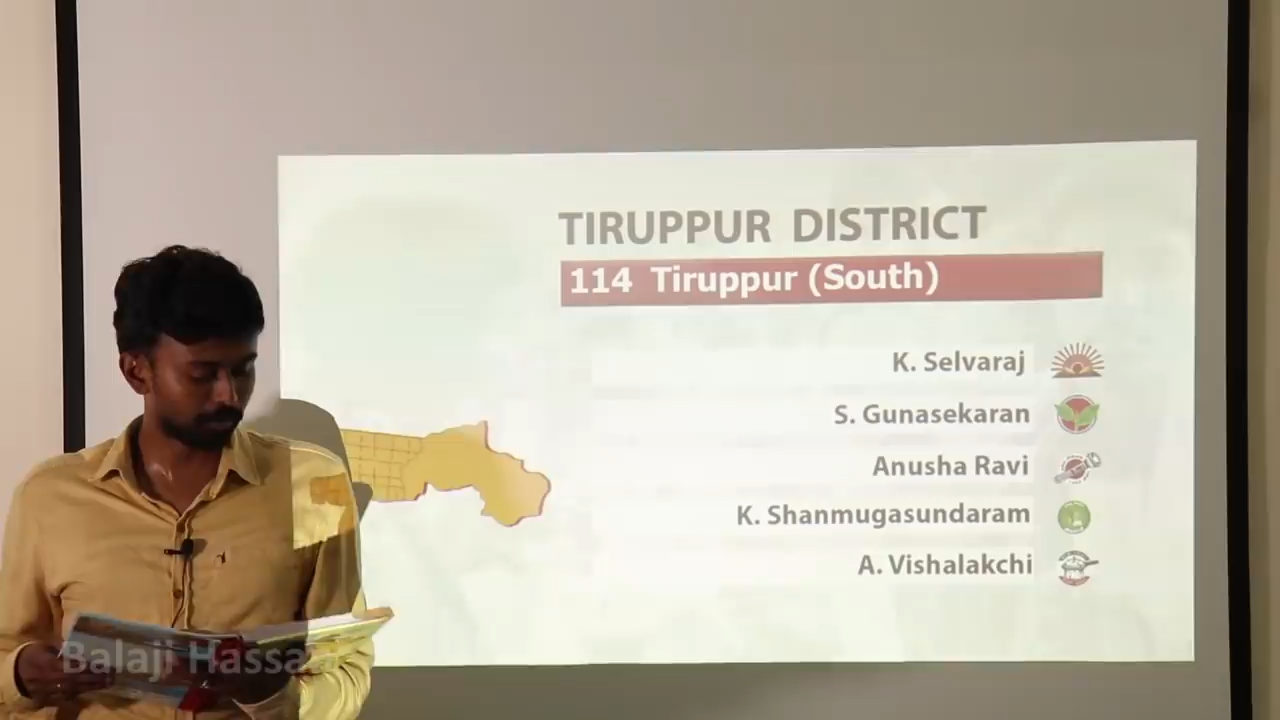 TIRUPPUR DISTRICT
114 Tiruppur (South)
K. Selvaraj
S. Gunasekaran
Anusha Ravi
K. Shanmugasundaram
A. Vishalakchi
Balaji Hassan